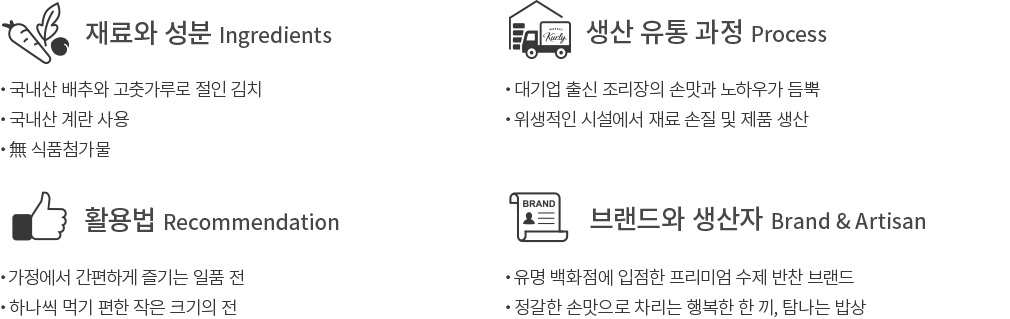 재료와 성분 Ingredients
• 국내산 배추와 고춧가루로 절인 김치
• 국내산 계란 사용
• 無 식품첨가물
생산 유통 과정 Process
Kurly
• 대기업 출신 조리장의 손맛과 노하우가 듬뿍
• 위생적인 시설에서 재료 손질 및 제품 생산
활용법 Recommendation
• 가정에서 간편하게 즐기는 일품 전
• 하나씩 먹기 편한 작은 크기의 전
BRAND
브랜드와 생산자 Brand & Artisan
• 유명 백화점에 입점한 프리미엄 수제 반찬 브랜드
• 정갈한 손맛으로 차리는 행복한 한 끼, 탐나는 밥상